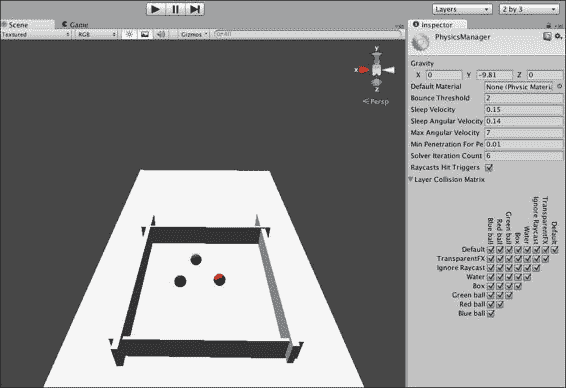 Layers 2 by 3
Scene Game
Textured RGB Gizmos All
y
x
z
Persp
Inspector
PhysicsManager
Gravity
X 0 Y -9.81 Z 0
Default Material None (Physic Materia
Bounce Threshold 2
Sleep Velocity 0.15
Sleep Angular Velocity 0.14
Max Angular Velocity 7
Min Penetration For Pe 0.01
Solver Iteration Count 6
Raycasts Hit Triggers
Layer Collision Matrix
Blue ball
Red ball
Green ball
Box
Water
Ignore Raycast
TransparentFX
Default
Default
TransparentFX
Ignore Raycast
Water
Box
Green ball
Red ball
Blue ball